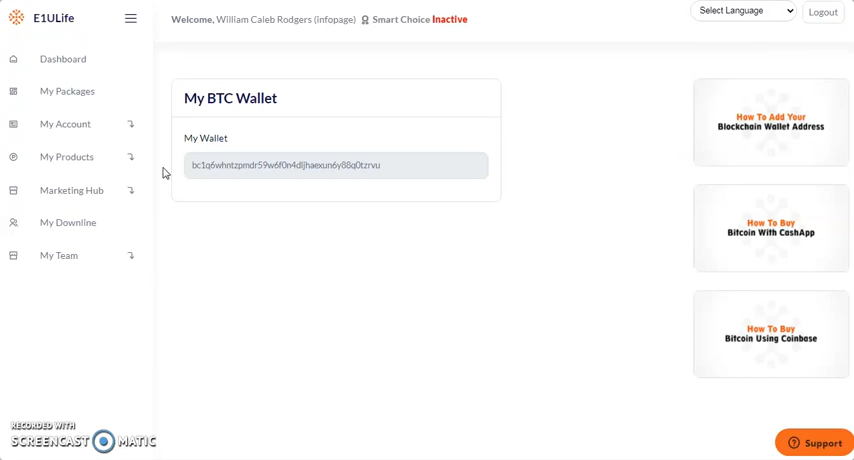 E1ULife
Welcome, William Caleb Rodgers (infopage) Smart Choice Inactive
Select Language
Logout
Dashboard
My Packages
My Account
My Products
Marketing Hub
My Downline
My Team
My BTC Wallet
My Wallet
bc1q6whntzpmdr59w6f0n4dljhaexun6y88q0tzrvu
How To Add Your
Blockchain Wallet Address
How To Buy
Bitcoin With CashApp
How To Buy
Bitcoin Using Coinbase
RECORDED WITH
SCREENCAST MATIC
Support